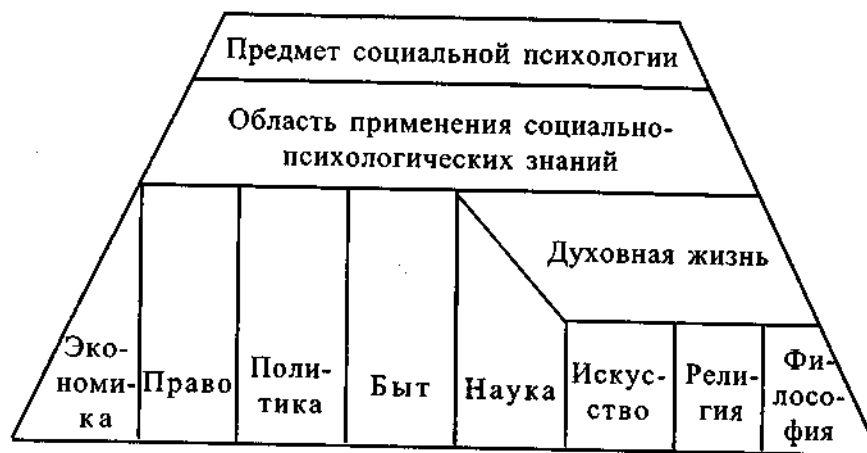 Предмет социальной психологии
Область применения социально-
психологических знаний
Духовная жизнь
Эко-
номи-
ка
Право
Поли-
тика
Быт
Наука
Искус-
ство
Рели-
гия
Фи-
лосо-
фия